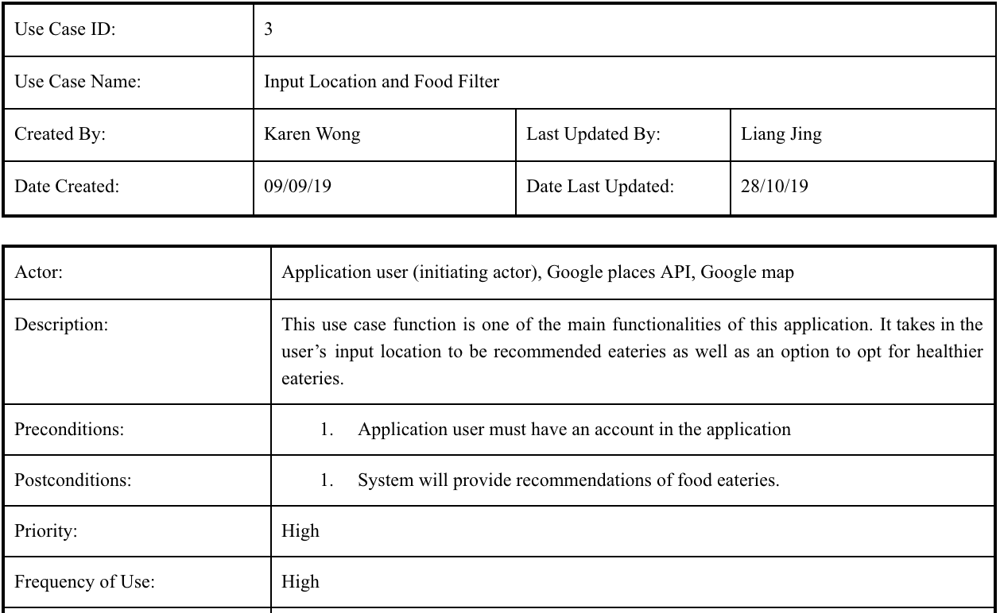 Use Case ID: 3
Use Case Name: Input Location and Food Filter
Created By: Karen Wong Last Updated By: Liang Jing
Date Created: 09/09/19 Date Last Updated: 28/10/19
Actor: Application user (initiating actor), Google places API, Google map
Description: This use case function is one of the main functionalities of this application. It takes in the
user’s input location to be recommended eateries as well as an option to opt for healthier
eateries.
Preconditions: 1. Application user must have an account in the application
Postconditions: 1. System will provide recommendations of food eateries.
Priority: High
Frequency of Use: High